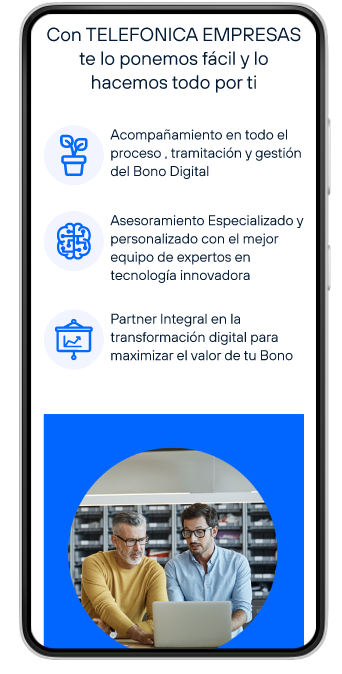 Con TELEFONICA EMPRESAS
te lo ponemos fácil y lo
hacemos todo por ti
Acompañamiento en todo el
proceso , tramitación y gestión
del Bono Digital
Asesoramiento Especializado y
personalizado con el mejor
equipo de expertos en
tecnología innovadora
Partner Integral en la
transformación digital para
maximizar el valor de tu Bono